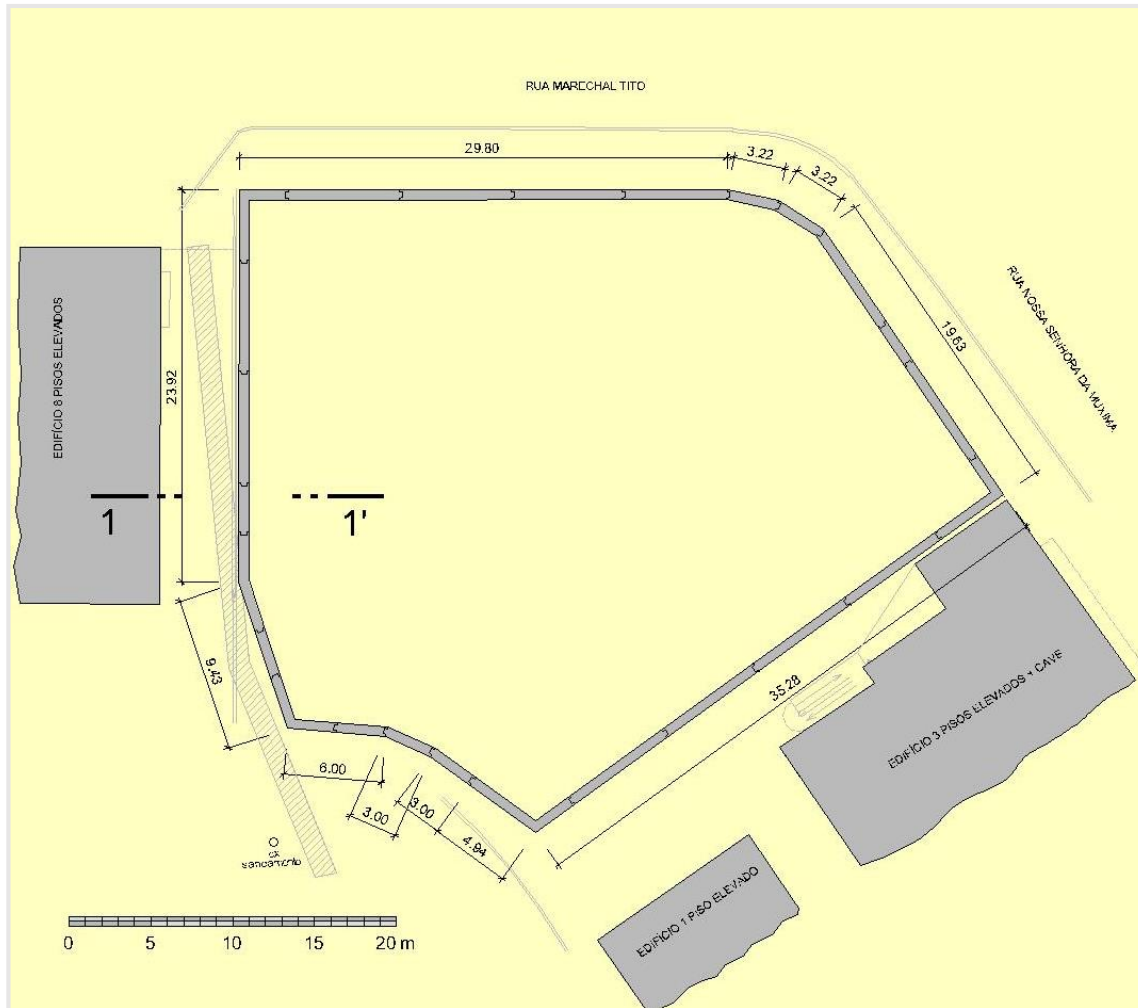 RUA MARECHAL TITO
29.80
3.22
3.22
19.63
RUA NOSSA SENHORA DA MUXIMA
EDIFÍCIO 8 PISOS ELEVADOS
23.92
1
1'
9.43
6.00
3.00
3.00
4.94
35.28
EDIFÍCIO 3 PISOS ELEVADOS + CAVE
EDIFÍCIO 1 PISO ELEVADO
cx
saneamento
0 5 10 15 20 m